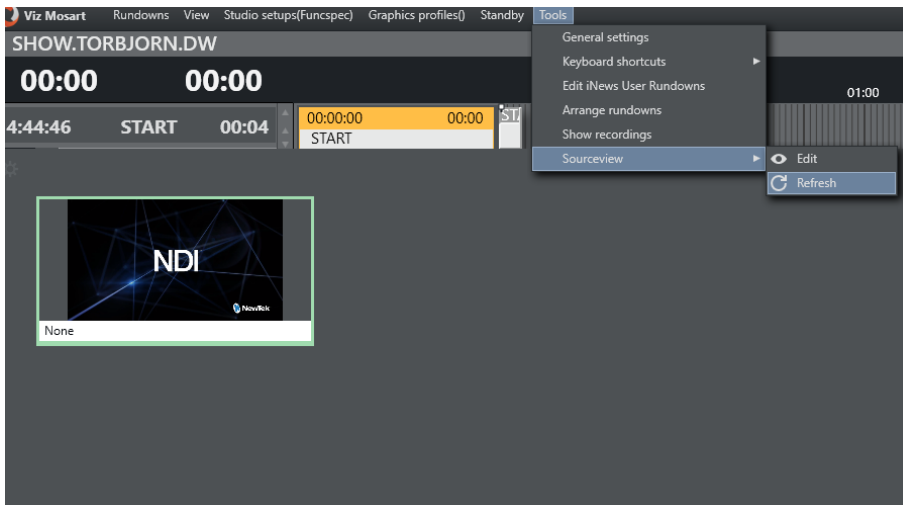 Viz Mosart Rundowns View Studio setups(Funcspec) Graphics profiles() Standby Tools
SHOW.TORBJORN.DW
General settings
Keyboard shortcuts
Edit iNews User Rundowns
Arrange rundowns
Show recordings
Sourceview
Edit
Refresh
00:00 00:00
01:00
4:44:46 START 00:04
00:00:00 00:00
START
ST/
NDI
NewTek
None